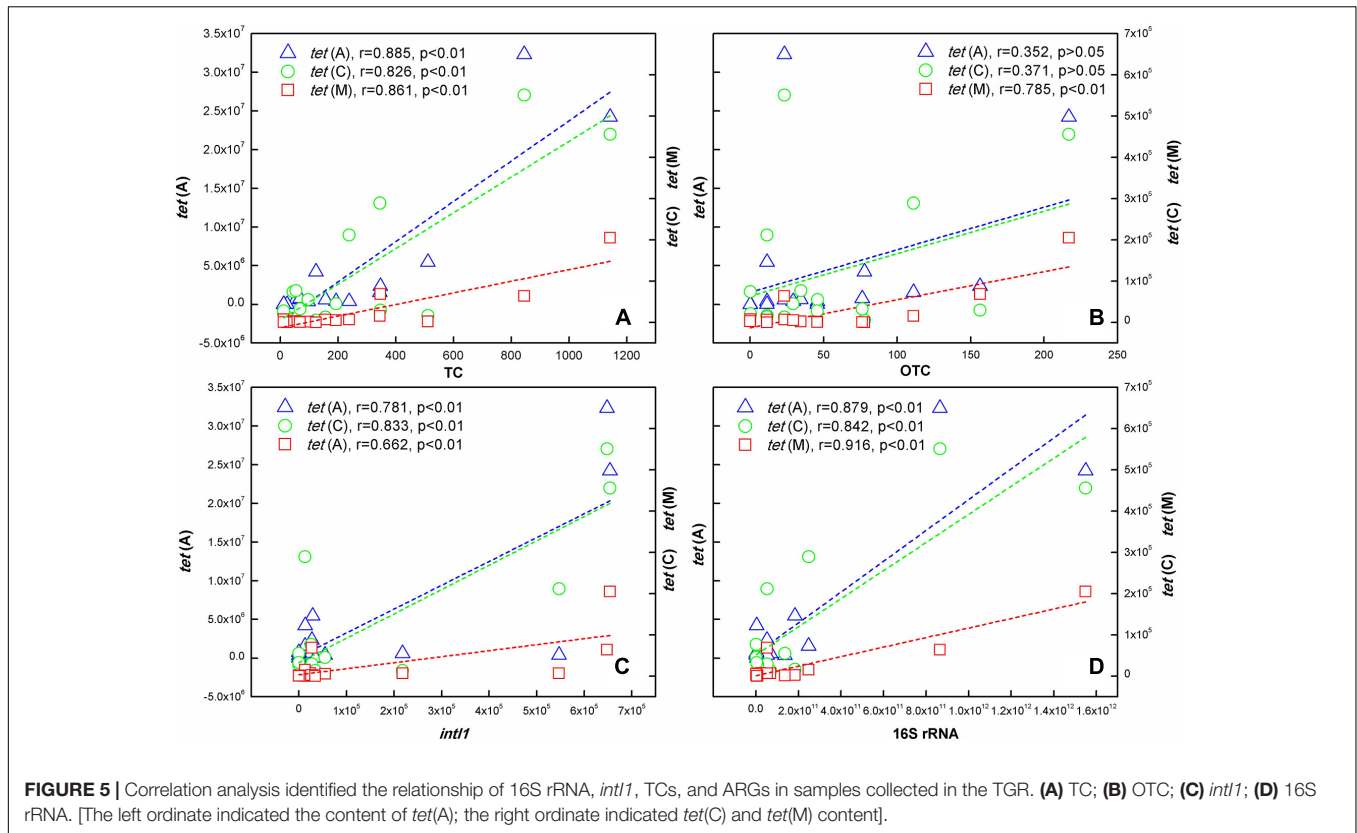 3.5x10⁷
3.0x10⁷
2.5x10⁷
2.0x10⁷
1.5x10⁷
1.0x10⁷
5.0x10⁶
0.0
-5.0x10⁶
tet (A)
tet (A), r=0.885, p<0.01
tet (C), r=0.826, p<0.01
tet (M), r=0.861, p<0.01
A
0 200 400 600 800 1000 1200
TC
tet (C) tet (M)
tet (A)
tet (A), r=0.352, p>0.05
tet (C), r=0.371, p>0.05
tet (M), r=0.785, p<0.01
B
0 50 100 150 200 250
OTC
7x10⁵
6x10⁵
5x10⁵
4x10⁵
3x10⁵
2x10⁵
1x10⁵
0
tet (C) tet (M)
3.5x10⁷
3.0x10⁷
2.5x10⁷
2.0x10⁷
1.5x10⁷
1.0x10⁷
5.0x10⁶
0.0
-5.0x10⁶
tet (A)
tet (A), r=0.781, p<0.01
tet (C), r=0.833, p<0.01
tet (A), r=0.662, p<0.01
C
0 1x10⁵ 2x10⁵ 3x10⁵ 4x10⁵ 5x10⁵ 6x10⁵ 7x10⁵
intI1
tet (C) tet (M)
tet (A)
tet (A), r=0.879, p<0.01
tet (C), r=0.842, p<0.01
tet (M), r=0.916, p<0.01
D
0.0 2.0x10¹¹ 4.0x10¹¹ 6.0x10¹¹ 8.0x10¹¹ 1.0x10¹² 1.2x10¹² 1.4x10¹² 1.6x10¹²
16S rRNA
7x10⁵
6x10⁵
5x10⁵
4x10⁵
3x10⁵
2x10⁵
1x10⁵
0
tet (C) tet (M)
FIGURE 5 | Correlation analysis identified the relationship of 16S rRNA, intI1, TCs, and ARGs in samples collected in the TGR. (A) TC; (B) OTC; (C) intI1; (D) 16S
rRNA. [The left ordinate indicated the content of tet(A); the right ordinate indicated tet(C) and tet(M) content].